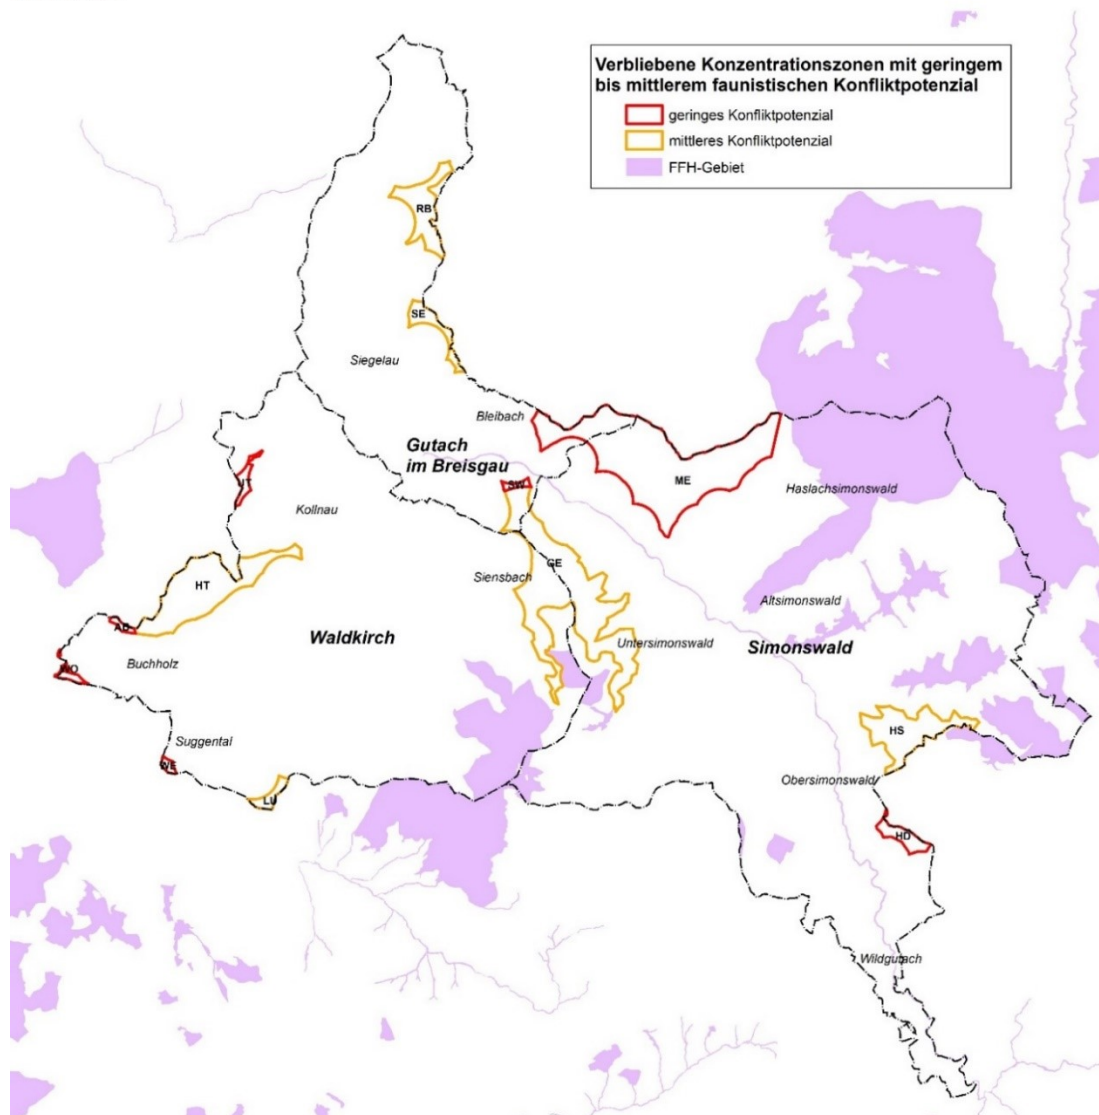 Verbliebene Konzentrationszonen mit geringem
bis mittlerem faunistischen Konfliktpotenzial
geringes Konfliktpotenzial
mittleres Konfliktpotenzial
FFH-Gebiet
RB
SE
Siegelau
Bleibach
Gutach
im Breisgau
ME
SW
Haslachsimonswald
Kollnau
GE
Siensbach
HT
Altsimonswald
Waldkirch
Untersimonswald
Simonswald
Buchholz
WO
HS
Suggental
WE
Obersimonswald
LU
HD
Wildgutach